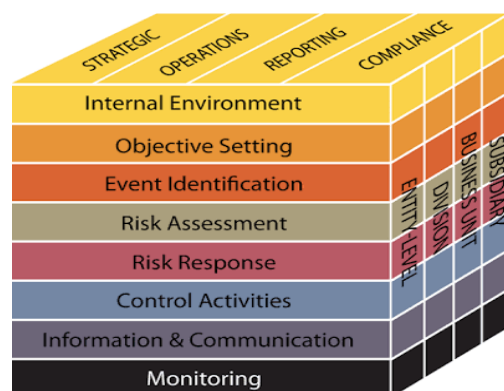 STRATEGIC
OPERATIONS
REPORTING
COMPLIANCE
Internal Environment
Objective Setting
Event Identification
Risk Assessment
Risk Response
Control Activities
Information & Communication
Monitoring
ENTITY-LEVEL
DIVISION
BUSINESS UNIT
SUBSIDIARY